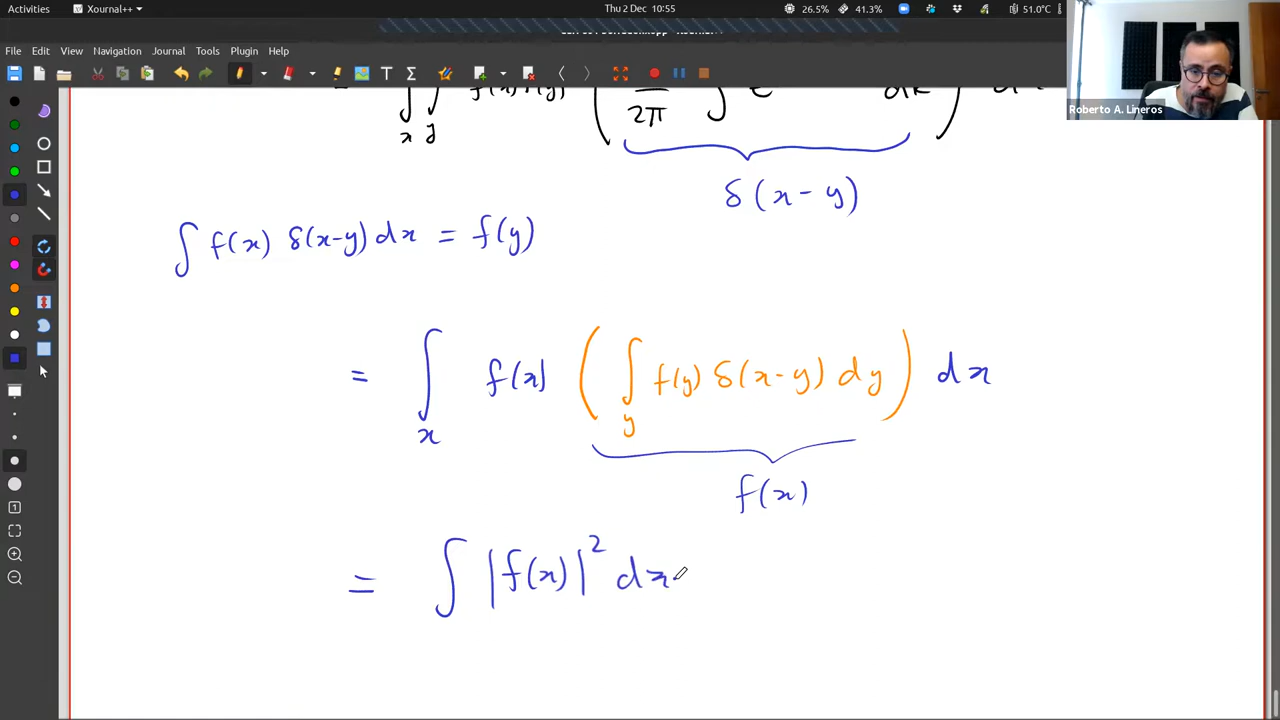 Activities Xournal++ Thu 2 Dec 10:55 26.5% 41.3% 51.0°C
File Edit View Navigation Journal Tools Plugin Help
Roberto A. Lineros
x y 2π
δ(x-y)
∫ f(x) δ(x-y) dx = f(y)
= ∫ₓ f(x) ( ∫ᵧ f(y) δ(x-y) dy ) dx
f(x)
= ∫ |f(x)|² dx